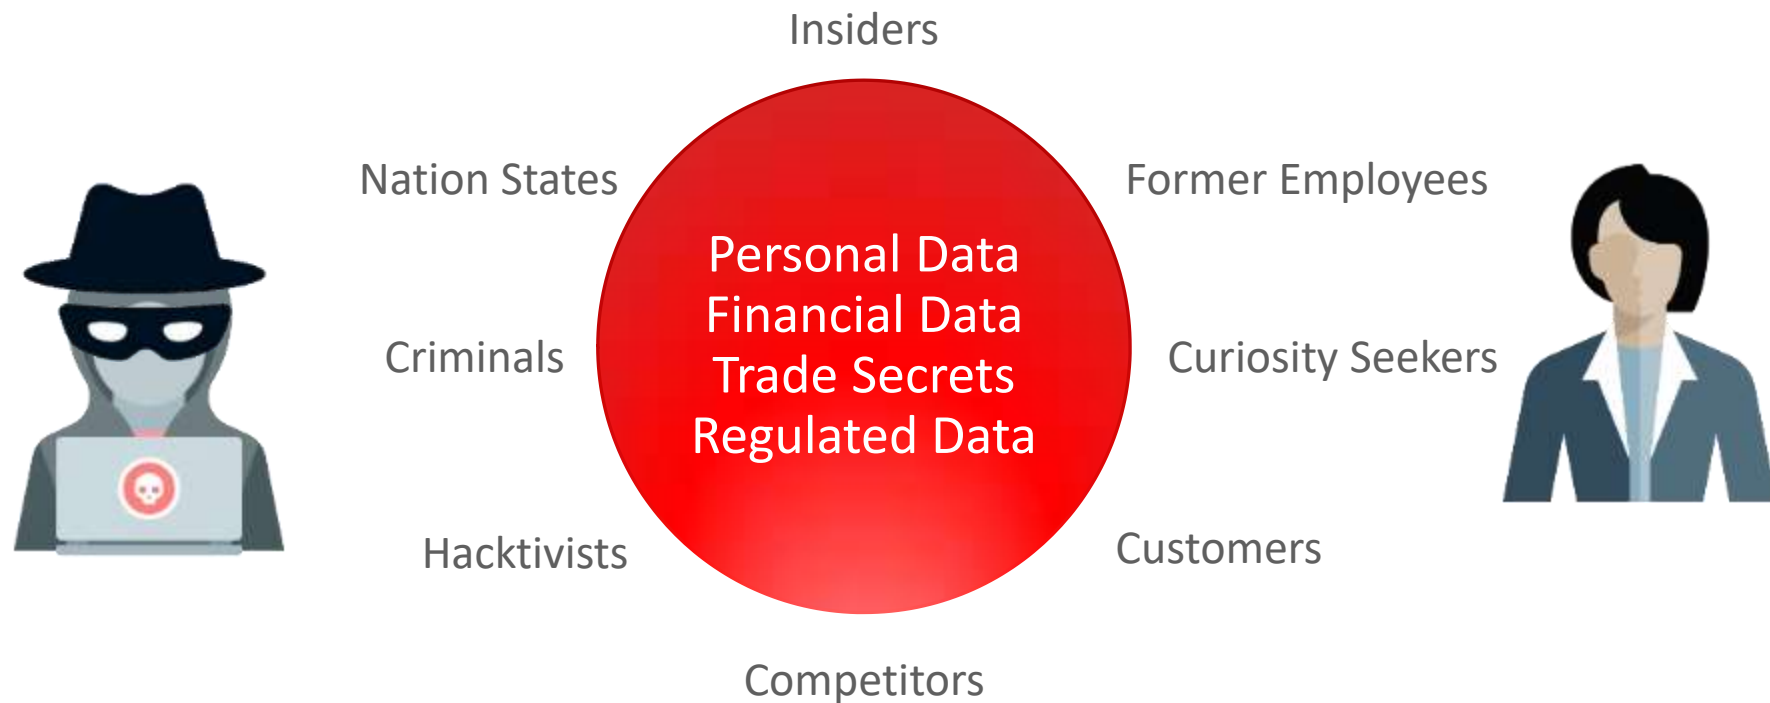 Insiders
Nation States
Former Employees
Personal Data
Financial Data
Trade Secrets
Regulated Data
Criminals
Curiosity Seekers
Hacktivists
Customers
Competitors